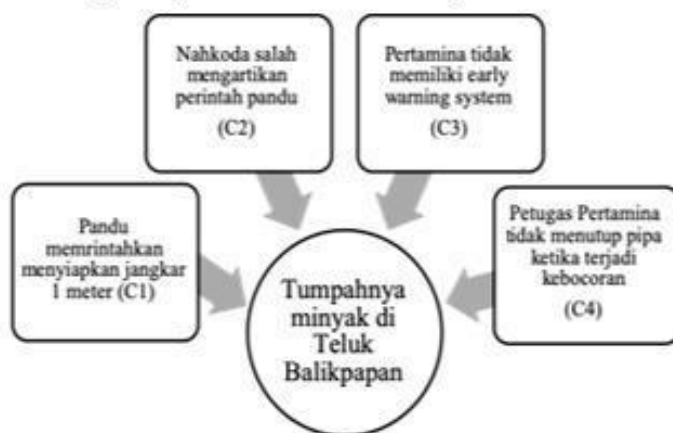 Nahkoda salah
mengartikan
perintah pandu
(C2)
Pertamina tidak
memiliki early
warning system
(C3)
Pandu
memrintahkan
menyiapkan jangkar
1 meter (C1)
Petugas Pertamina
tidak menutup pipa
ketika terjadi
kebocoran
(C4)
Tumpahnya
minyak di
Teluk
Balikpapan